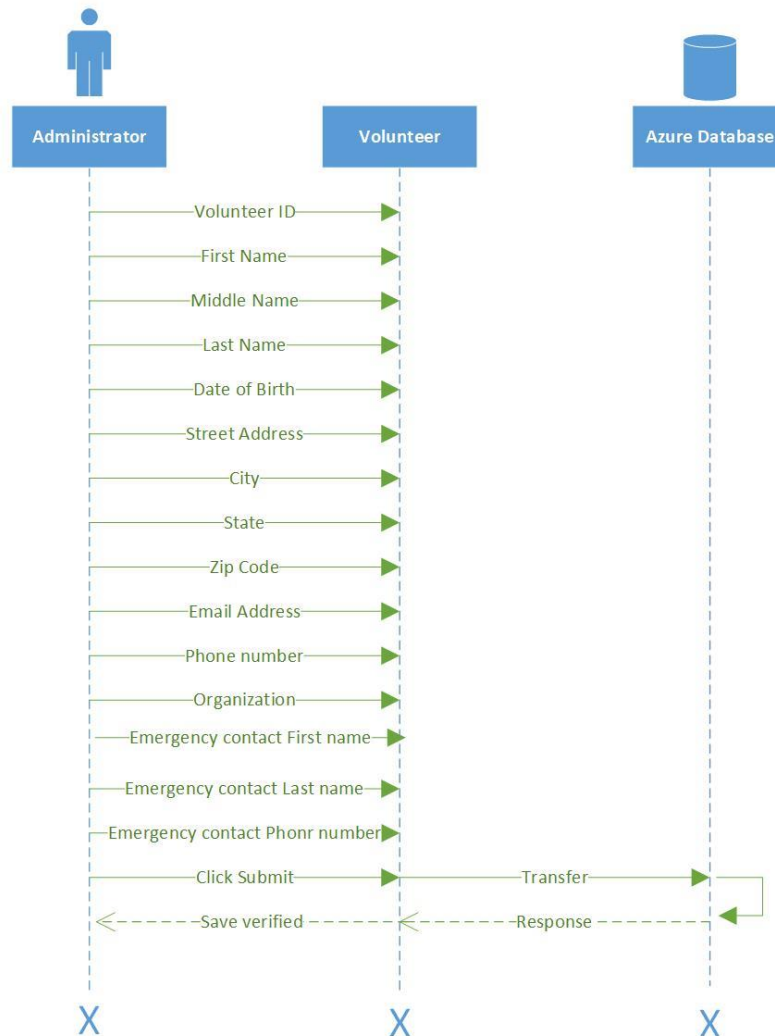 Administrator
Volunteer
Azure Database
Volunteer ID
First Name
Middle Name
Last Name
Date of Birth
Street Address
City
State
Zip Code
Email Address
Phone number
Organization
Emergency contact First name
Emergency contact Last name
Emergency contact Phonr number
Click Submit
Transfer
Save verified
Response
X
X
X